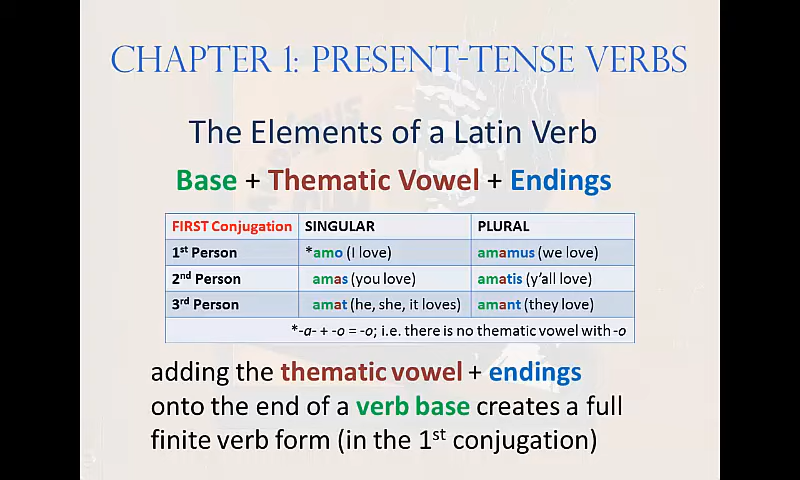 CHAPTER 1: PRESENT-TENSE VERBS
The Elements of a Latin Verb
Base + Thematic Vowel + Endings
FIRST Conjugation SINGULAR PLURAL
1st Person *amo (I love) amamus (we love)
2nd Person amas (you love) amatis (y'all love)
3rd Person amat (he, she, it loves) amant (they love)
*-a- + -o = -o; i.e. there is no thematic vowel with -o
adding the thematic vowel + endings
onto the end of a verb base creates a full
finite verb form (in the 1st conjugation)